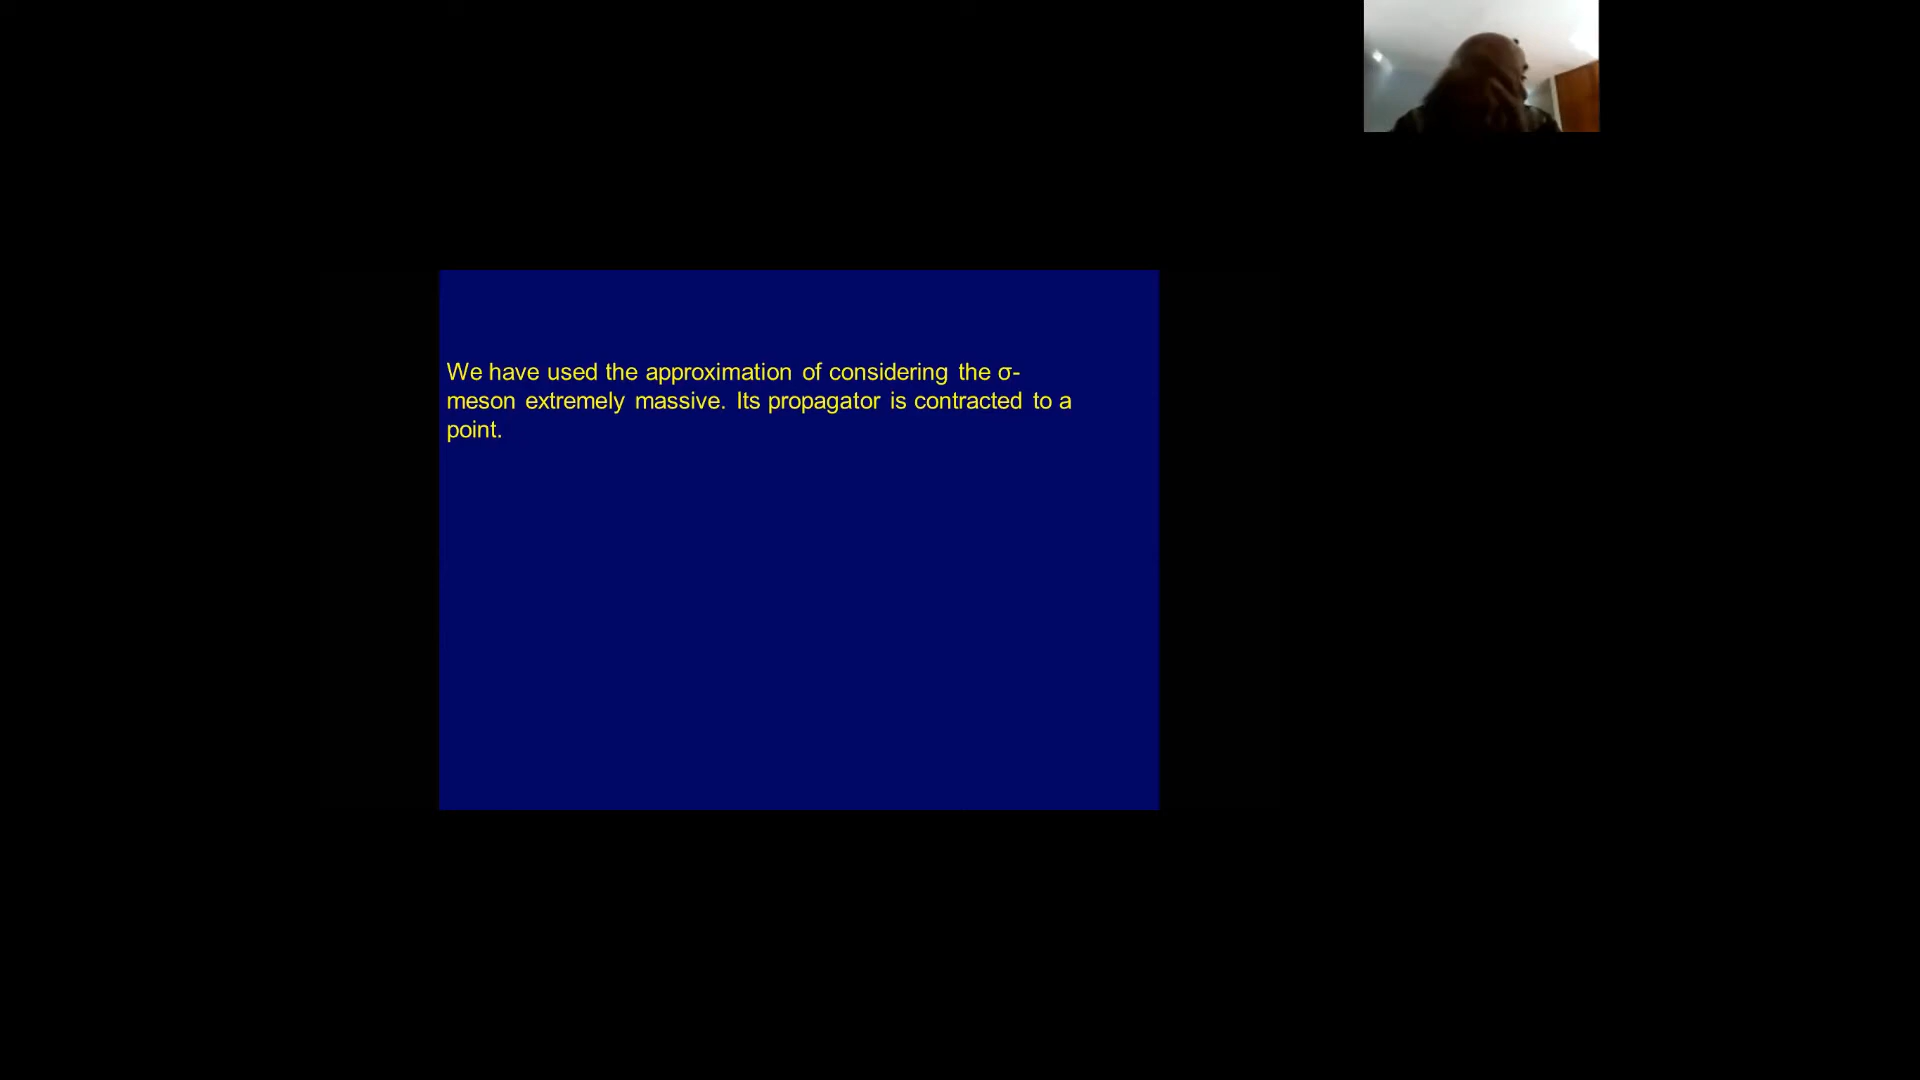 We have used the approximation of considering the σ-
meson extremely massive. Its propagator is contracted to a
point.